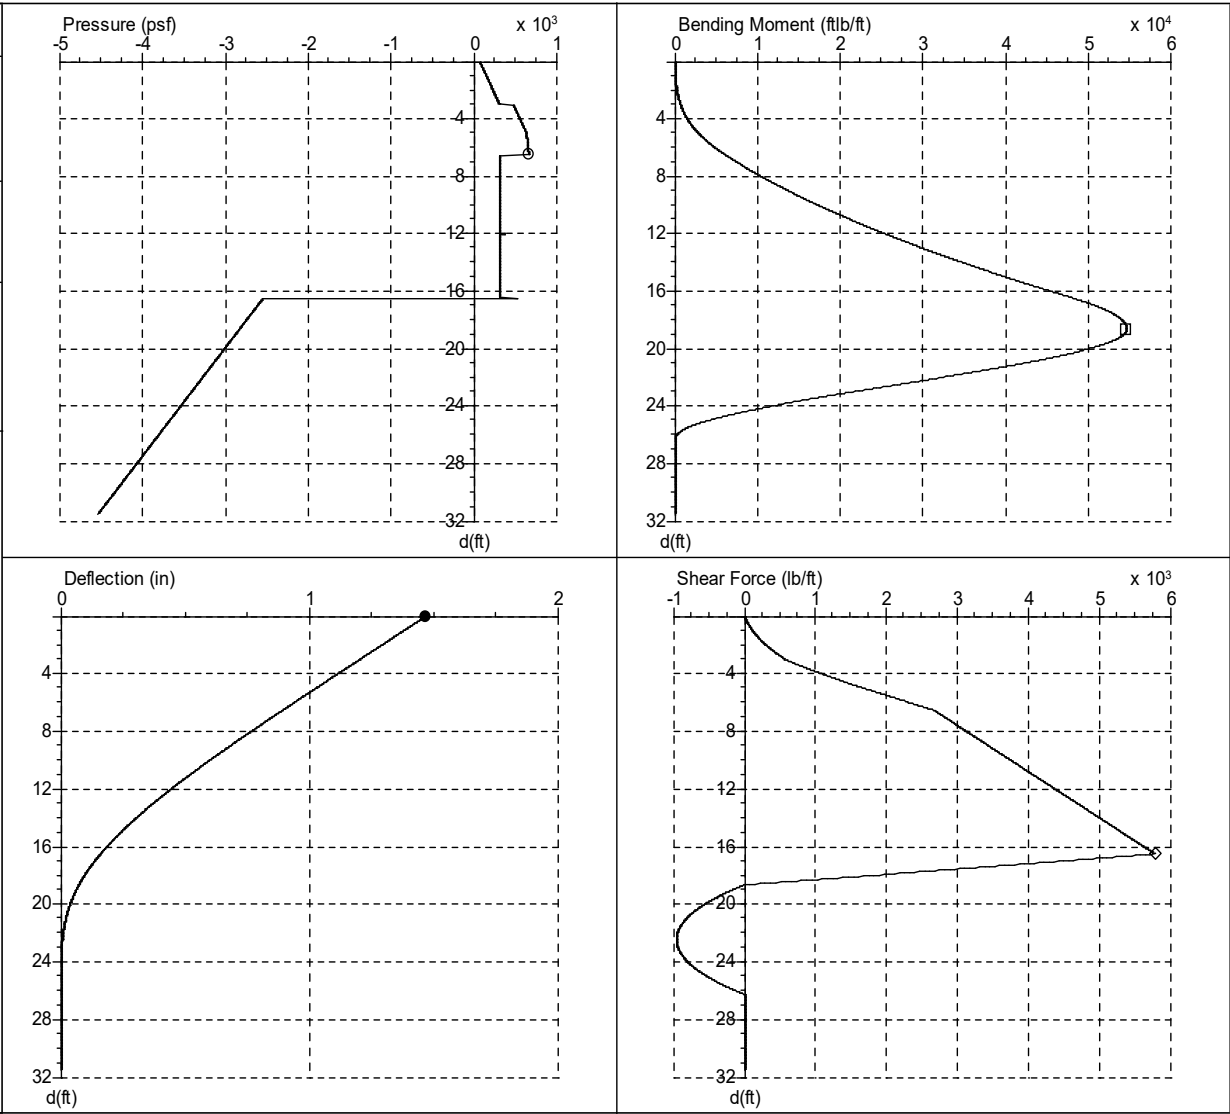 Pressure (psf) x 10³
-5 -4 -3 -2 -1 0 1
4
8
12
16
20
24
28
32
d(ft)
Bending Moment (ftlb/ft) x 10⁴
0 1 2 3 4 5 6
4
8
12
16
20
24
28
32
d(ft)
Deflection (in)
0 1 2
4
8
12
16
20
24
28
32
d(ft)
Shear Force (lb/ft) x 10³
-1 0 1 2 3 4 5 6
4
8
12
16
20
24
28
32
d(ft)